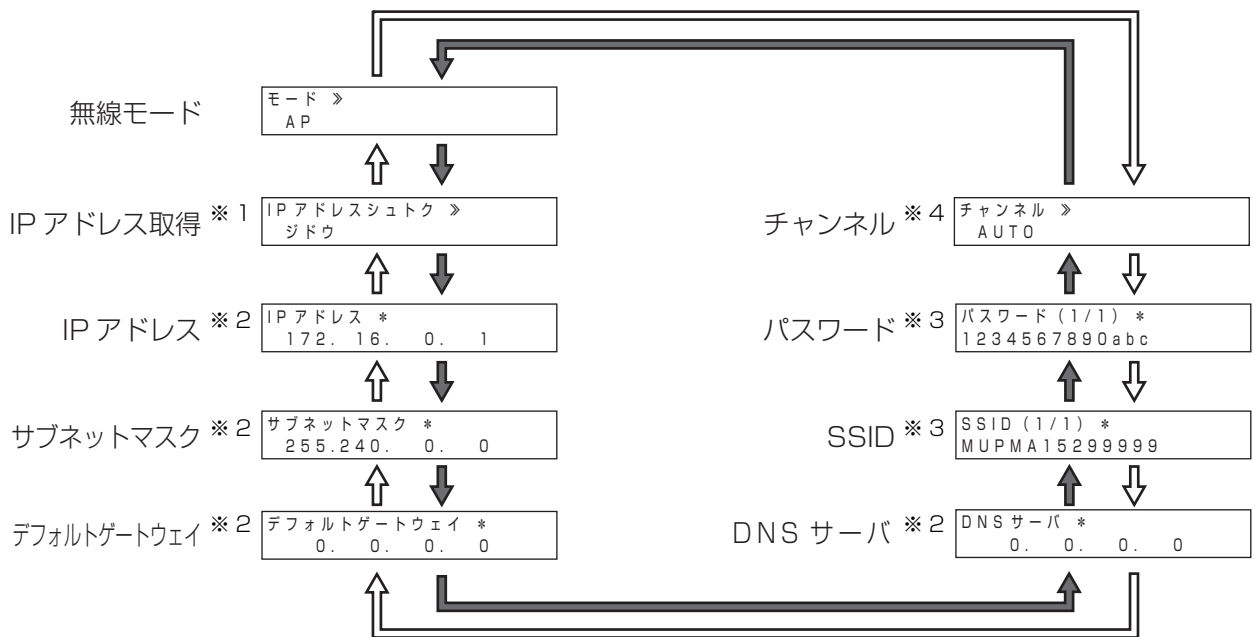 無線モード
モード 》
AP
IP アドレス取得 ※1
IPアドレスシュトク 》
ジドウ
IP アドレス ※2
IPアドレス *
172. 16. 0. 1
サブネットマスク ※2
サブネットマスク *
255.240. 0. 0
デフォルトゲートウェイ ※2
デフォルトゲートウェイ *
0. 0. 0. 0
チャンネル ※4
チャンネル 》
AUTO
パスワード ※3
パスワード(1/1) *
1234567890abc
SSID ※3
SSID(1/1) *
MUPMA15299999
DNS サーバ ※2
DNSサーバ *
0. 0. 0. 0